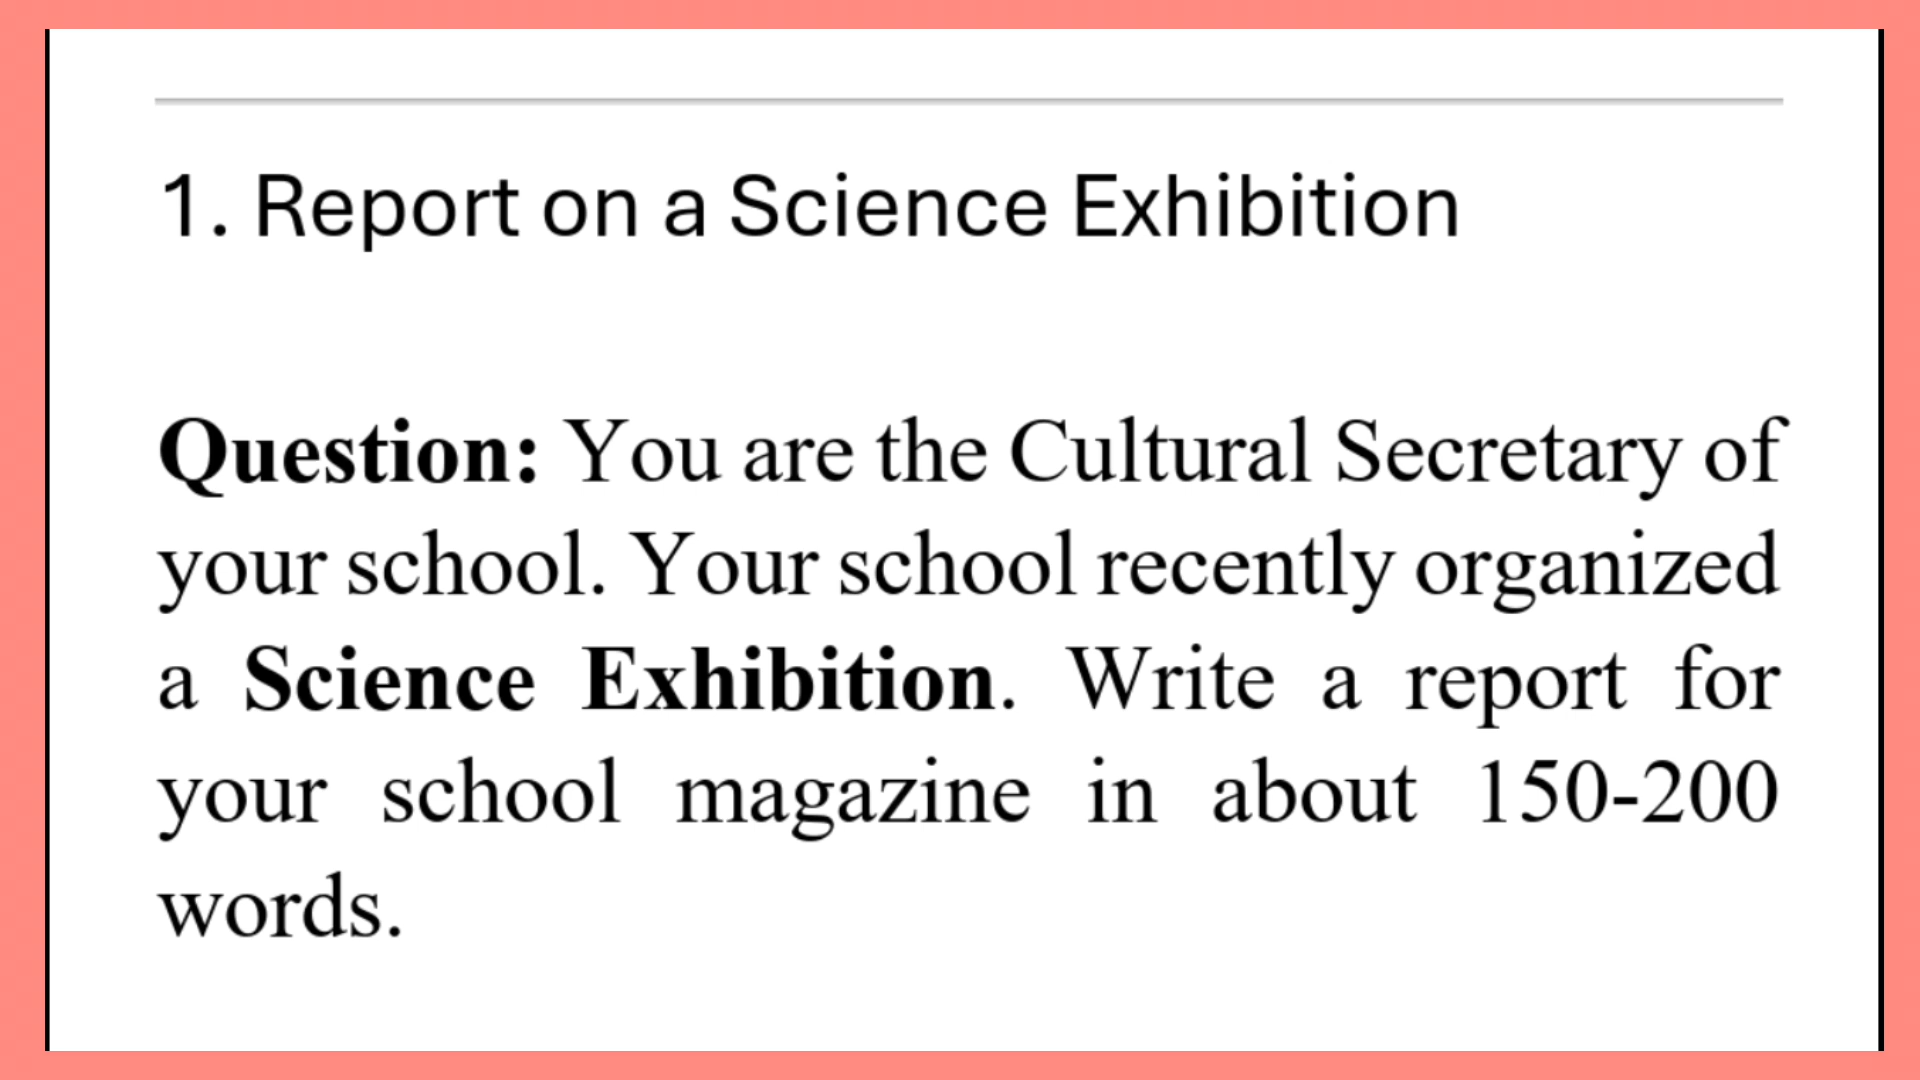 1. Report on a Science Exhibition
Question: You are the Cultural Secretary of
your school. Your school recently organized
a Science Exhibition. Write a report for
your school magazine in about 150-200
words.